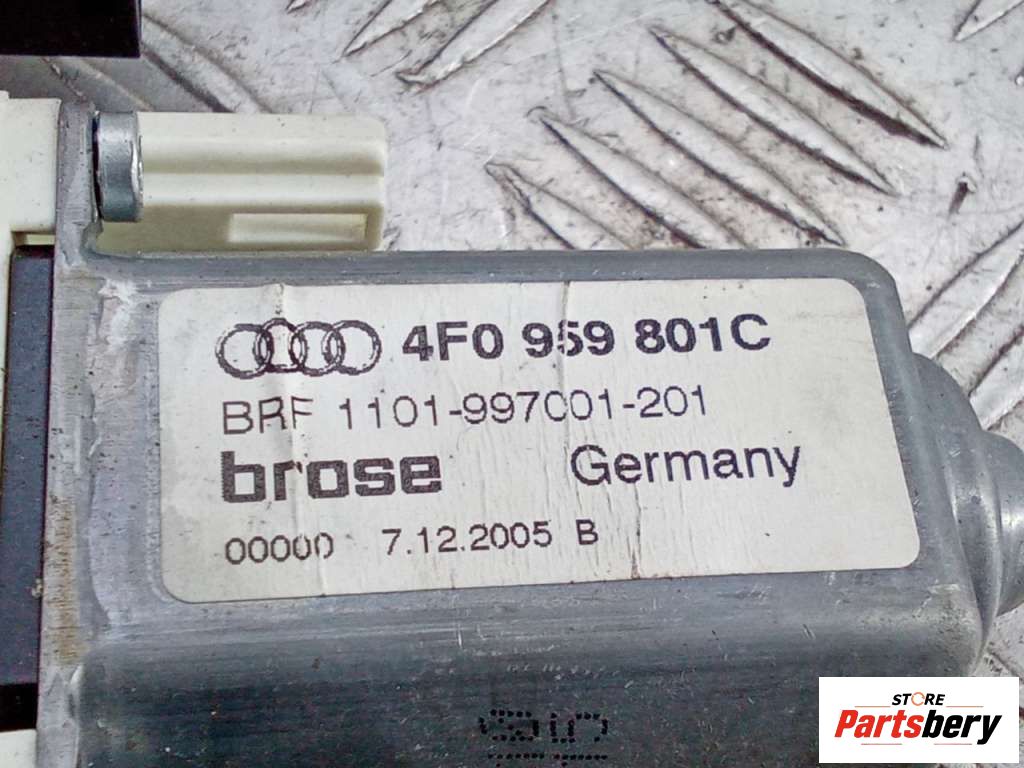 4F0 959 801C
BRF 1101-997001-201
brose Germany
00000 7.12.2005 B
STORE
Partsbery